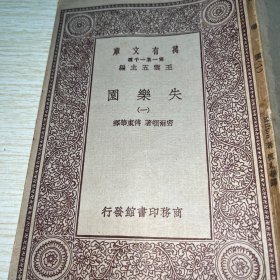 萬有文庫
第一集一千種
王雲五主編
失樂園
(一)
密爾頓著 傅東華譯
商務印書館發行